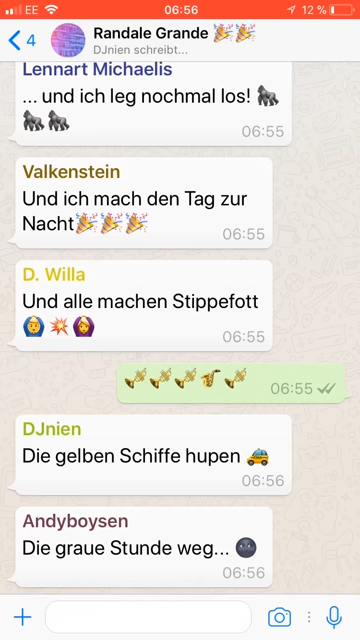 EE 06:56 12 %
4 Randale Grande 🎉🎉
DJnien schreibt...
Lennart Michaelis
... und ich leg nochmal los! 🦍
🦍🦍
06:55
Valkenstein
Und ich mach den Tag zur
Nacht🎉🎉🎉
06:55
D. Willa
Und alle machen Stippefott
🙆‍♂️💥🙆‍♀️
06:55
🎺🎺🎺🎷🎺
06:55
DJnien
Die gelben Schiffe hupen 🚕
06:56
Andyboysen
Die graue Stunde weg... 🌚
06:56